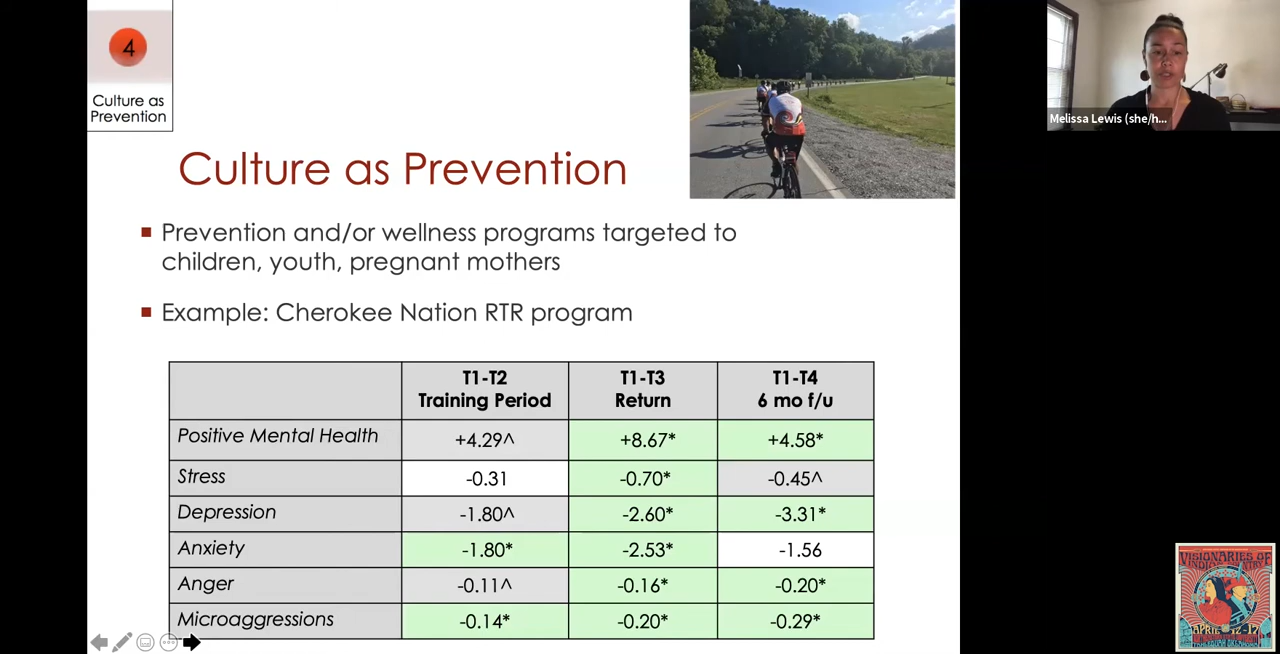 4
Culture as
Prevention
Melissa Lewis (she/h...
Culture as Prevention
Prevention and/or wellness programs targeted to
children, youth, pregnant mothers
Example: Cherokee Nation RTR program
T1-T2 T1-T3 T1-T4
Training Period Return 6 mo f/u
Positive Mental Health +4.29^ +8.67* +4.58*
Stress -0.31 -0.70* -0.45^
Depression -1.80^ -2.60* -3.31*
Anxiety -1.80* -2.53* -1.56
Anger -0.11^ -0.16* -0.20*
Microaggressions -0.14* -0.20* -0.29*
VISIONARIES OF